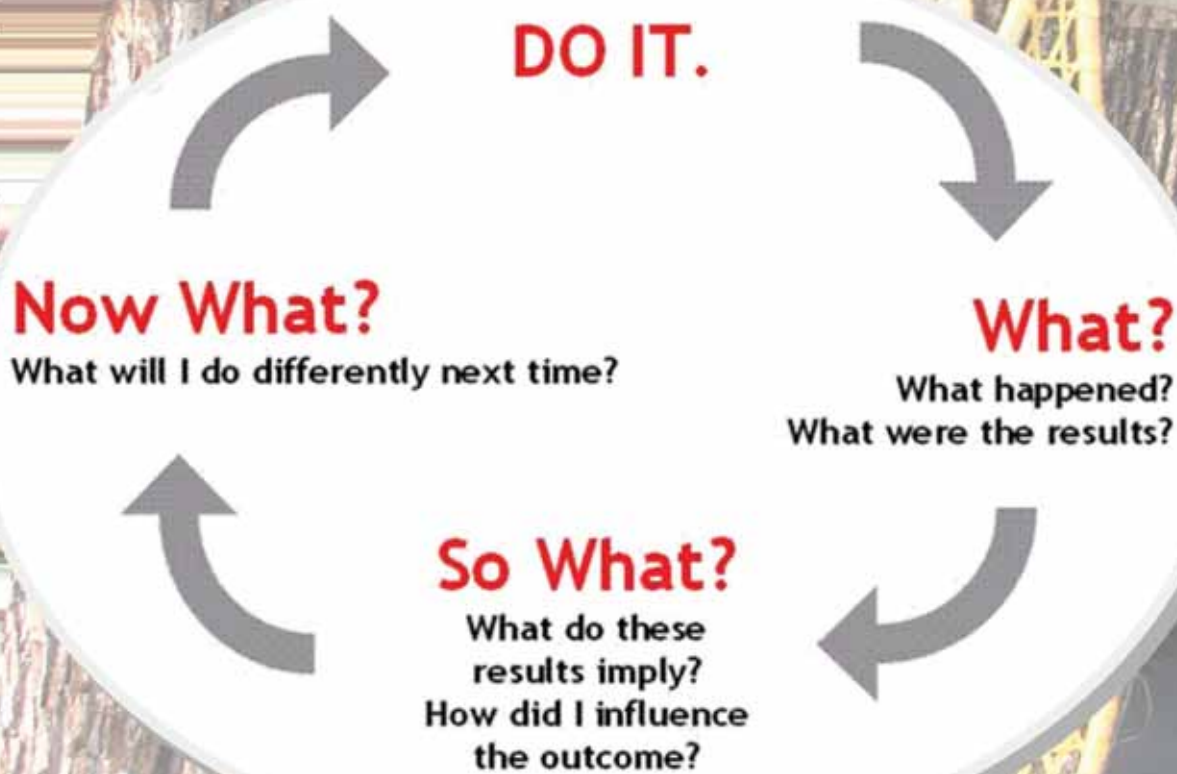 DO IT.
What?
What happened?
What were the results?
So What?
What do these
results imply?
How did I influence
the outcome?
Now What?
What will I do differently next time?